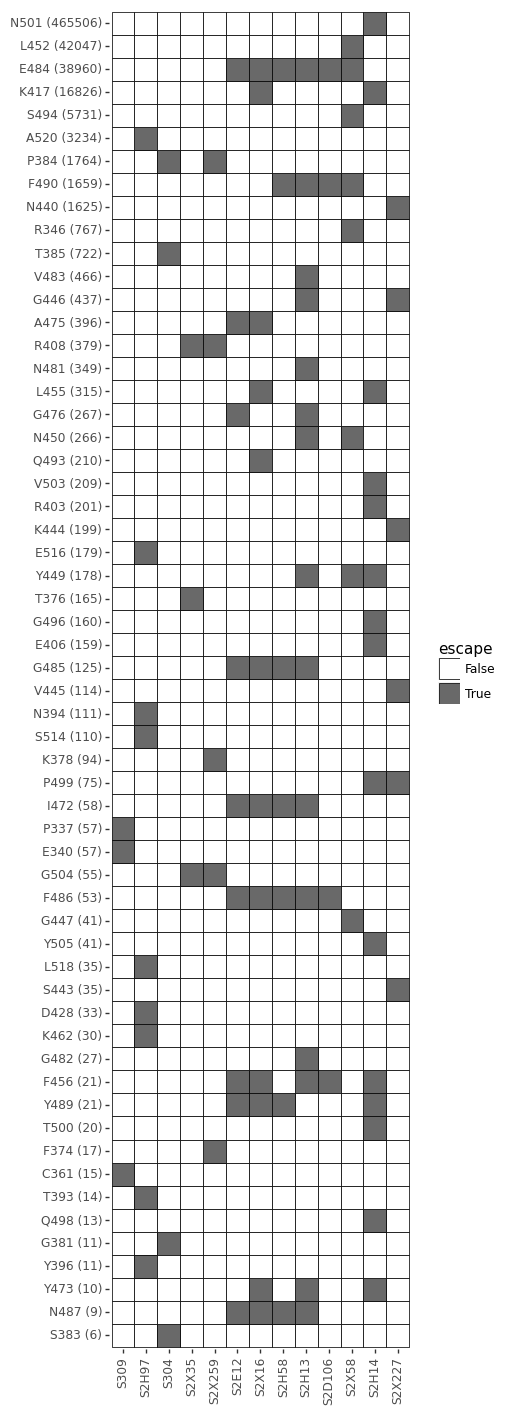 N501 (465506)
L452 (42047)
E484 (38960)
K417 (16826)
S494 (5731)
A520 (3234)
P384 (1764)
F490 (1659)
N440 (1625)
R346 (767)
T385 (722)
V483 (466)
G446 (437)
A475 (396)
R408 (379)
N481 (349)
L455 (315)
G476 (267)
N450 (266)
Q493 (210)
V503 (209)
R403 (201)
K444 (199)
E516 (179)
Y449 (178)
T376 (165)
G496 (160)
E406 (159)
G485 (125)
V445 (114)
N394 (111)
S514 (110)
K378 (94)
P499 (75)
I472 (58)
P337 (57)
E340 (57)
G504 (55)
F486 (53)
G447 (41)
Y505 (41)
L518 (35)
S443 (35)
D428 (33)
K462 (30)
G482 (27)
F456 (21)
Y489 (21)
T500 (20)
F374 (17)
C361 (15)
T393 (14)
Q498 (13)
G381 (11)
Y396 (11)
Y473 (10)
N487 (9)
S383 (6)
S309
S2H97
S304
S2X35
S2X259
S2E12
S2X16
S2H58
S2H13
S2D106
S2X58
S2H14
S2X227
escape
False
True